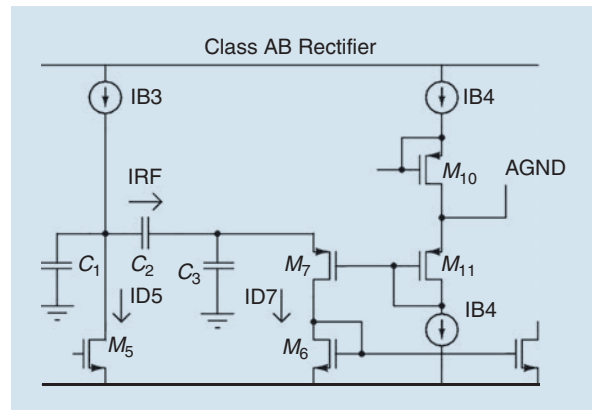 Class AB Rectifier
IB3
IB4
IRF
M10
AGND
C1
C2
C3
M7
M11
ID5
ID7
IB4
M5
M6